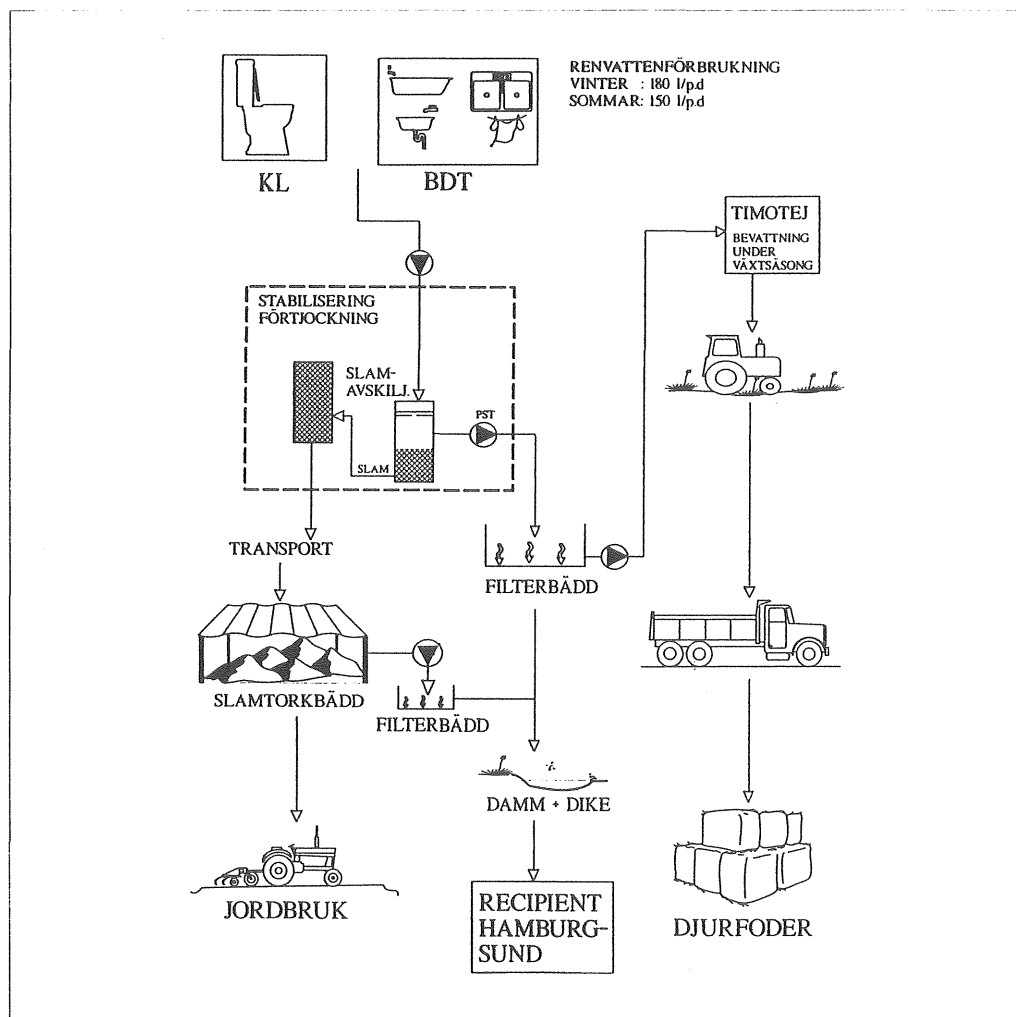 RENVATTENFÖRBRUKNING
VINTER : 180 l/p.d
SOMMAR: 150 l/p.d
KL
BDT
TIMOTEJ
BEVATTNING
UNDER
VÄXTSÄSONG
STABILISERING
FÖRTJOCKNING
SLAM-
AVSKILJ.
PST
SLAM
TRANSPORT
FILTERBÄDD
SLAMTORKBÄDD
FILTERBÄDD
DAMM + DIKE
JORDBRUK
RECIPIENT
HAMBURG-
SUND
DJURFODER